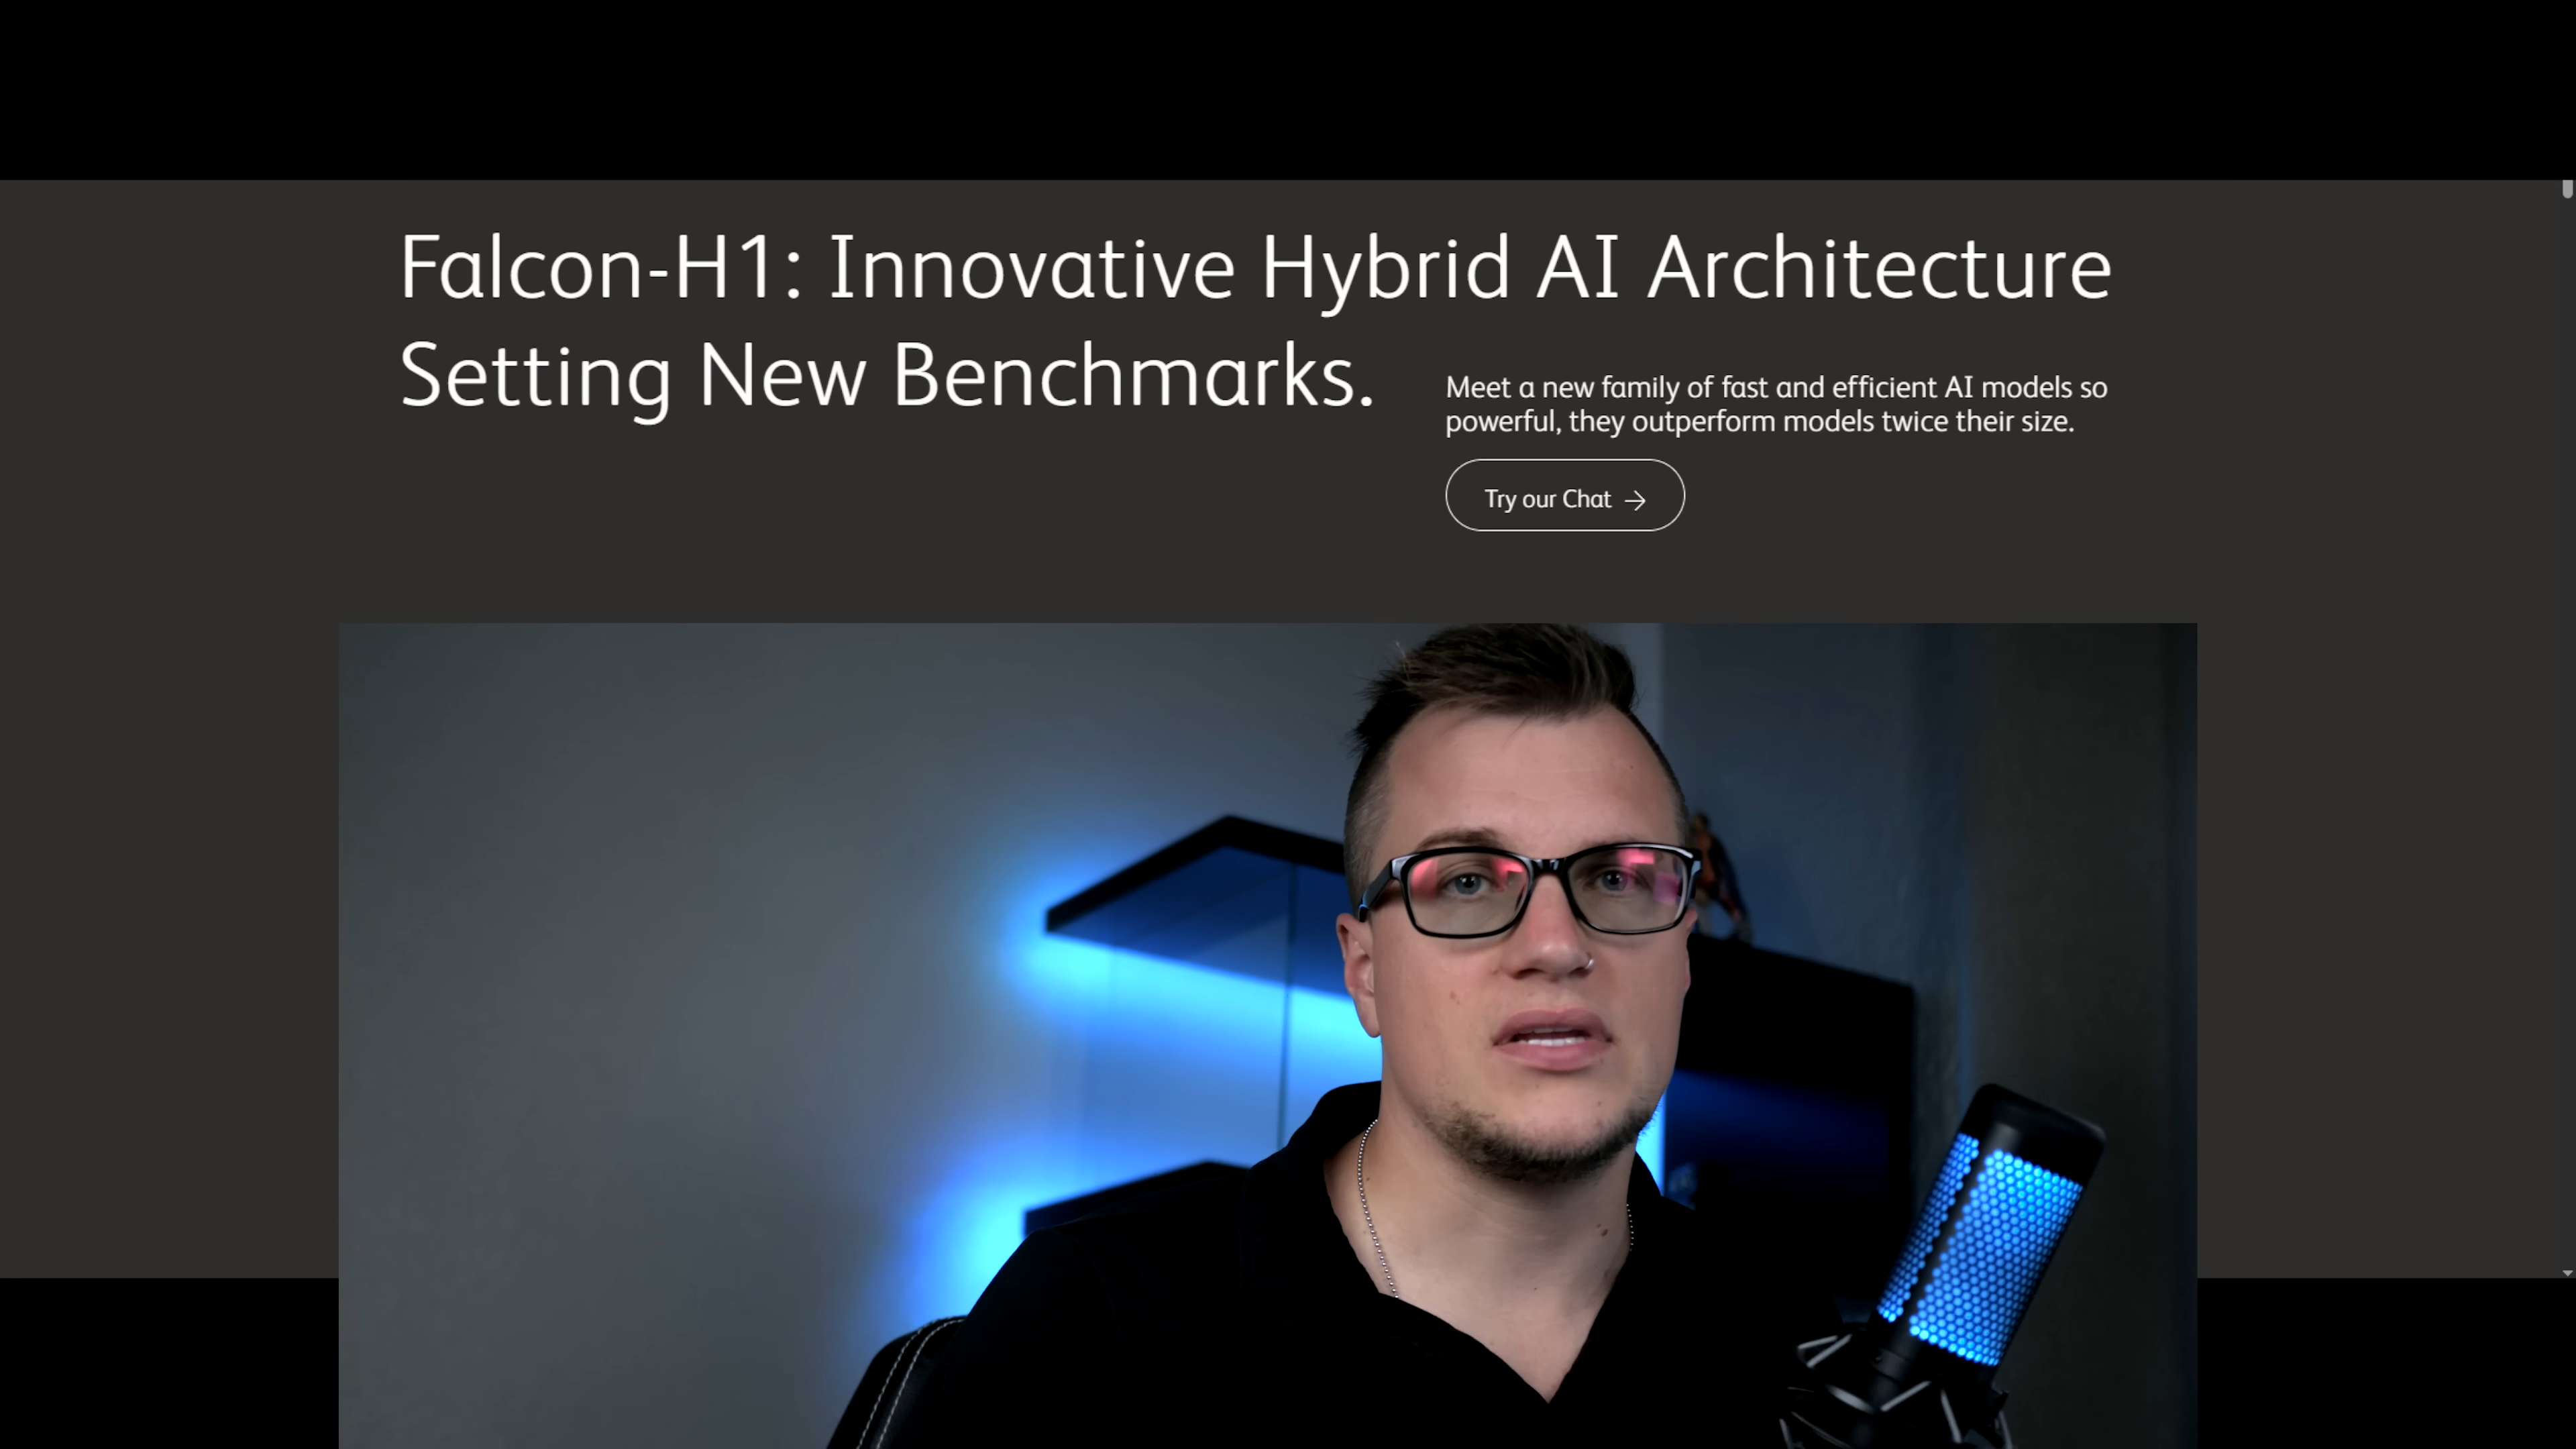 Falcon-H1: Innovative Hybrid AI Architecture
Setting New Benchmarks.
Meet a new family of fast and efficient AI models so
powerful, they outperform models twice their size.
Try our Chat →